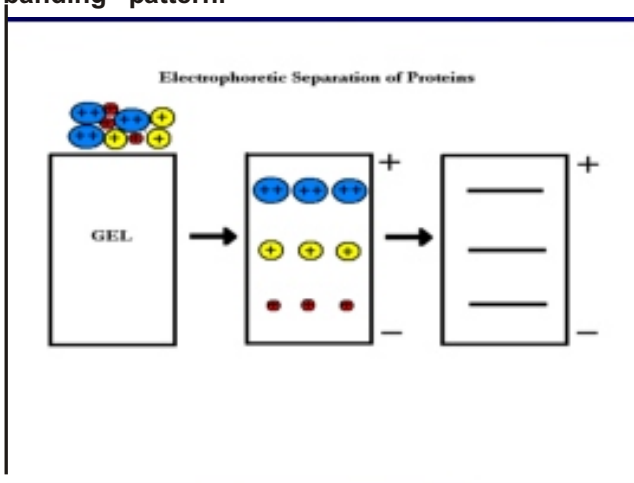 banding pattern.
Electrophoretic Separation of Proteins
++ ++
++ + +
+
GEL
++ ++ ++
+ + +
+
−
+
−